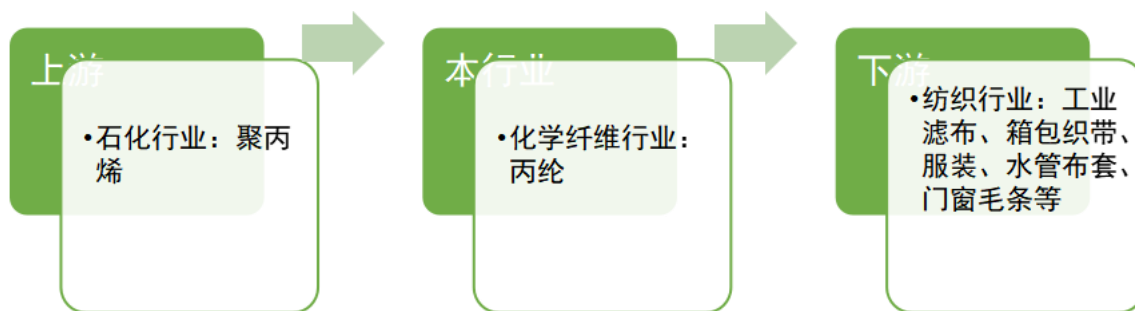 上游
•石化行业：聚丙
烯
本行业
•化学纤维行业：
丙纶
下游
•纺织行业：工业
滤布、箱包织带、
服装、水管布套、
门窗毛条等